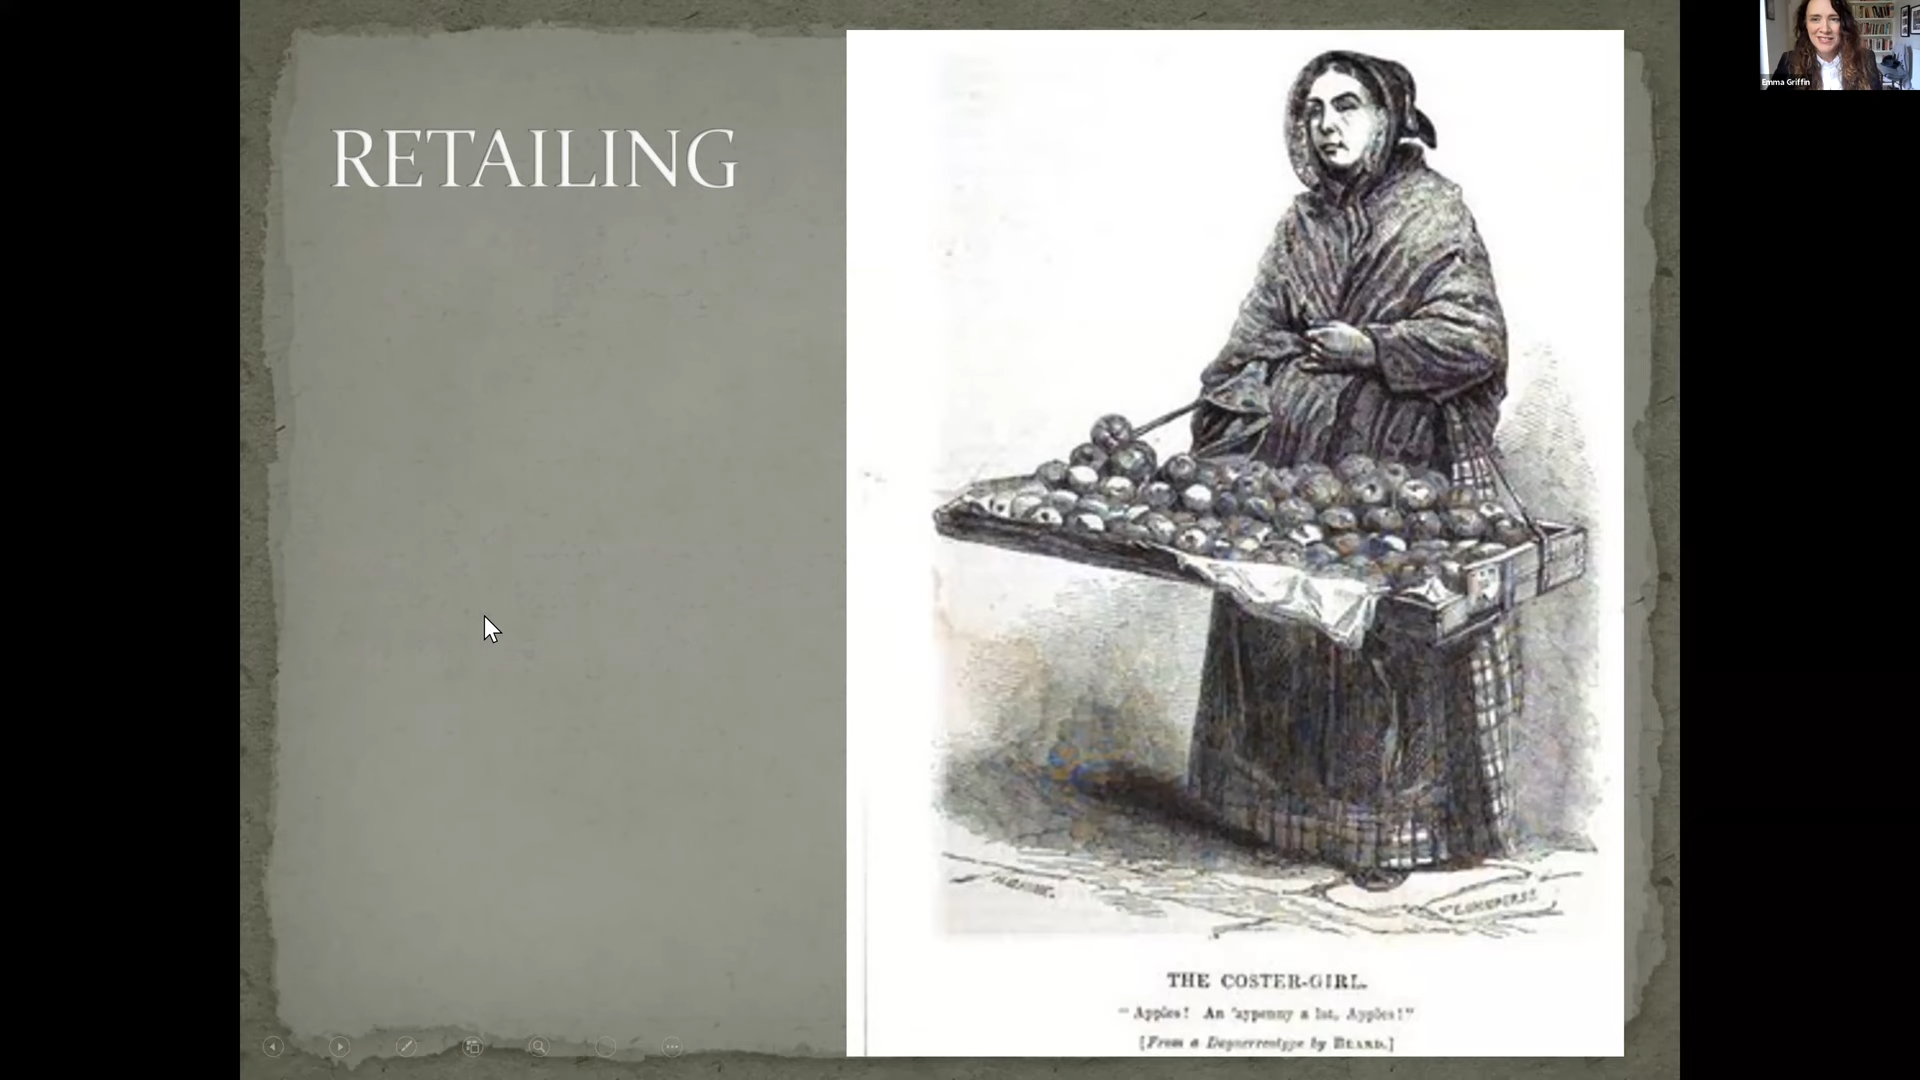 RETAILING
Emma Griffin
THE COSTER-GIRL.
"Apples! An 'aypenny a lot, Apples!"
[From a Daguerreotype by BEARD.]